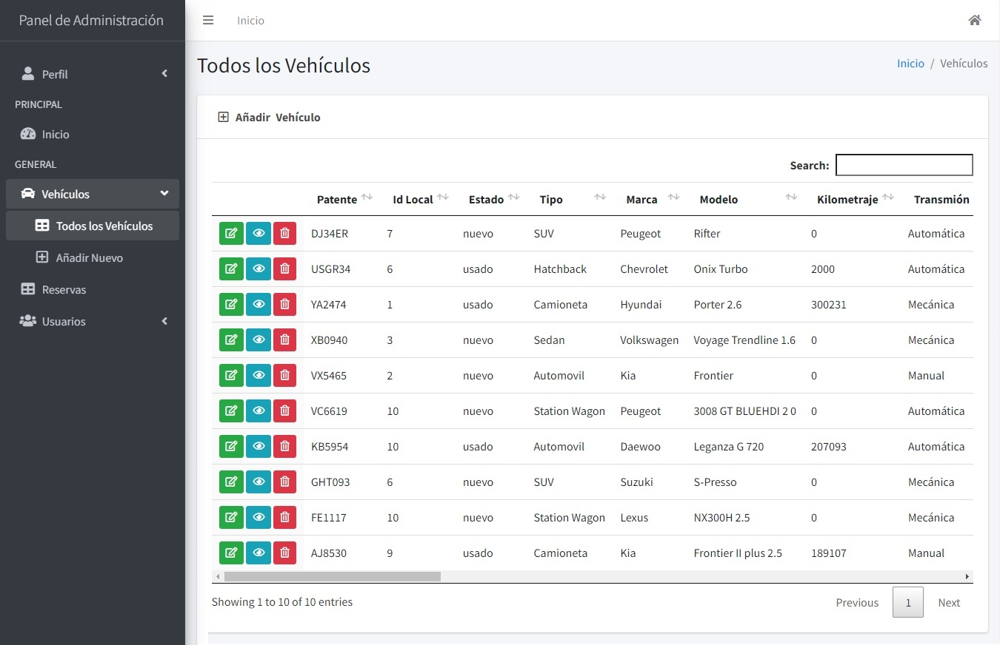 Panel de Administración
Inicio
Perfil
PRINCIPAL
Inicio
GENERAL
Vehículos
Todos los Vehículos
Añadir Nuevo
Reservas
Usuarios
Todos los Vehículos
Inicio / Vehículos
Añadir Vehículo
Search:
Patente Id Local Estado Tipo Marca Modelo Kilometraje Transmión
DJ34ER 7 nuevo SUV Peugeot Rifter 0 Automática
USGR34 6 usado Hatchback Chevrolet Onix Turbo 2000 Automática
YA2474 1 usado Camioneta Hyundai Porter 2.6 300231 Mecánica
XB0940 3 nuevo Sedan Volkswagen Voyage Trendline 1.6 0 Mecánica
VX5465 2 nuevo Automovil Kia Frontier 0 Manual
VC6619 10 nuevo Station Wagon Peugeot 3008 GT BLUEHDI 2 0 0 Automática
KB5954 10 usado Automovil Daewoo Leganza G 720 207093 Automática
GHT093 6 nuevo SUV Suzuki S-Presso 0 Mecánica
FE1117 10 nuevo Station Wagon Lexus NX300H 2.5 0 Mecánica
AJ8530 9 usado Camioneta Kia Frontier II plus 2.5 189107 Manual
Showing 1 to 10 of 10 entries
Previous 1 Next